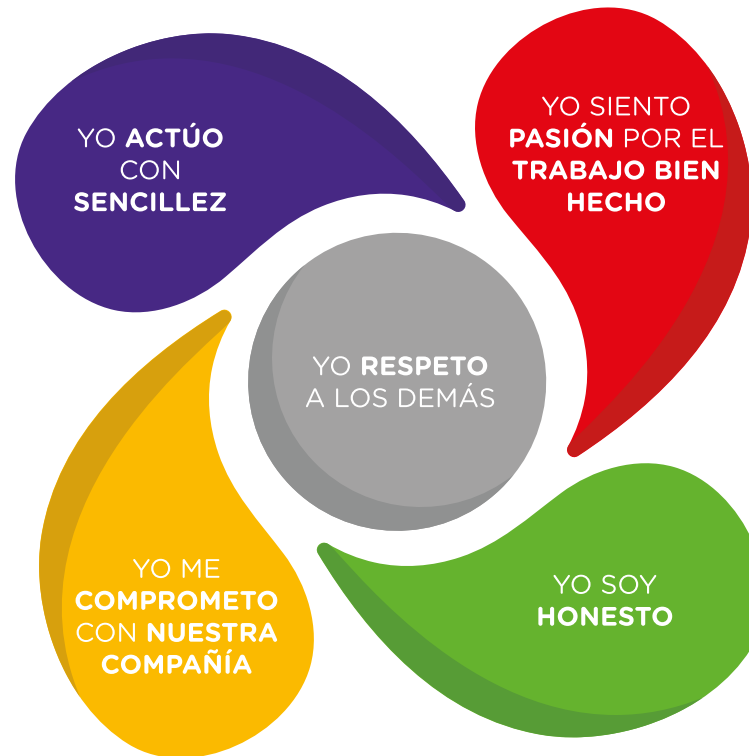 YO ACTÚO
CON
SENCILLEZ
YO SIENTO
PASIÓN POR EL
TRABAJO BIEN
HECHO
YO RESPETO
A LOS DEMÁS
YO ME
COMPROMETO
CON NUESTRA
COMPAÑÍA
YO SOY
HONESTO